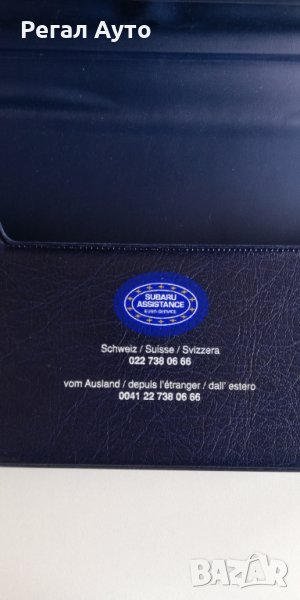 Регал Ауто
SUBARU
ASSISTANCE
EURO-SERVICE
Schweiz / Suisse / Svizzera
022 738 06 66
vom Ausland / depuis l'étranger / dall' estero
0041 22 738 06 66
BAZAR